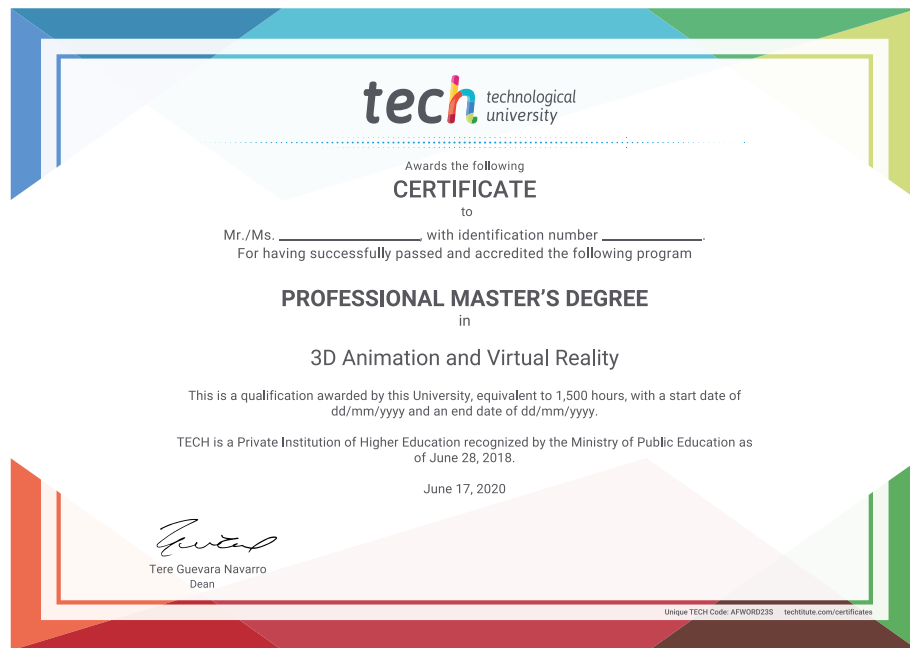 tech technological
university
Awards the following
CERTIFICATE
to
Mr./Ms. ____________________, with identification number ______________.
For having successfully passed and accredited the following program
PROFESSIONAL MASTER'S DEGREE
in
3D Animation and Virtual Reality
This is a qualification awarded by this University, equivalent to 1,500 hours, with a start date of
dd/mm/yyyy and an end date of dd/mm/yyyy.
TECH is a Private Institution of Higher Education recognized by the Ministry of Public Education as
of June 28, 2018.
June 17, 2020
Tere Guevara Navarro
Dean
Unique TECH Code: AFWORD23S techtitute.com/certificates